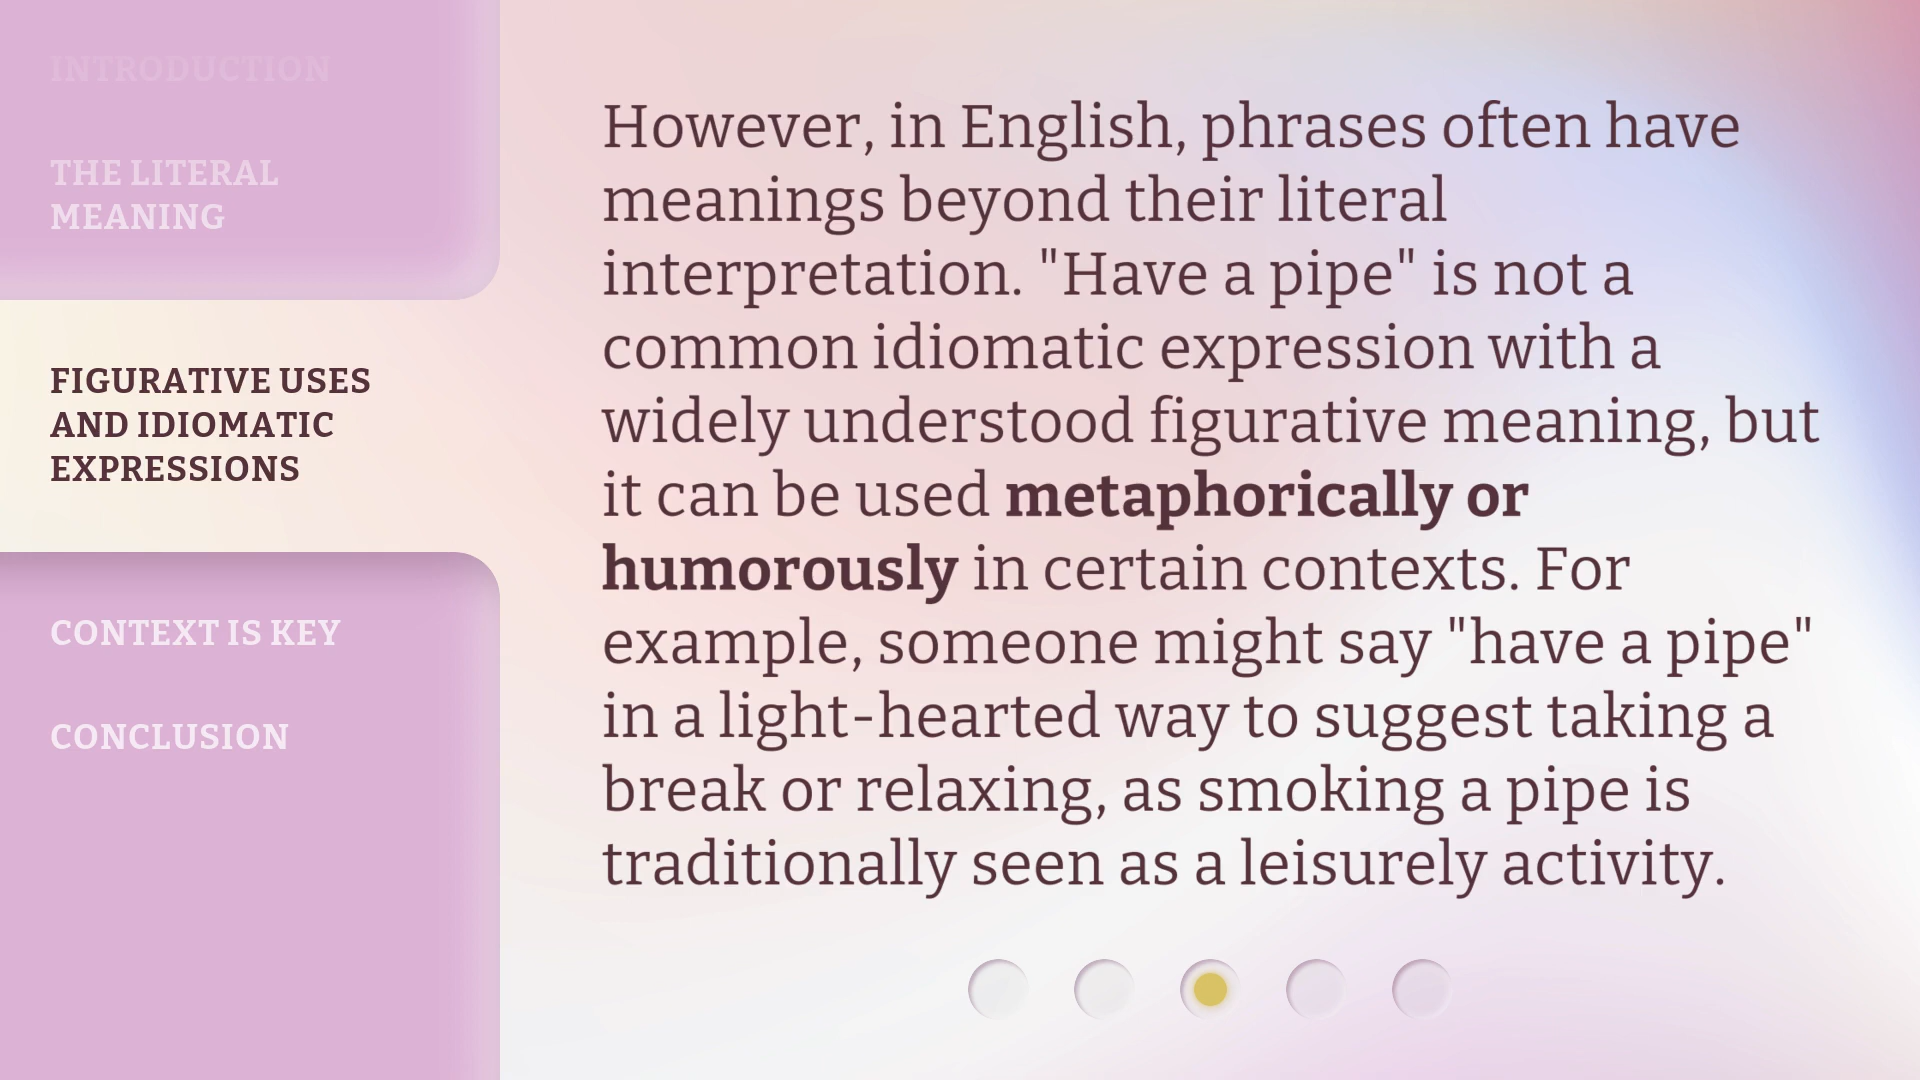 INTRODUCTION
THE LITERAL
MEANING
FIGURATIVE USES
AND IDIOMATIC
EXPRESSIONS
CONTEXT IS KEY
CONCLUSION
However, in English, phrases often have
meanings beyond their literal
interpretation. "Have a pipe" is not a
common idiomatic expression with a
widely understood figurative meaning, but
it can be used metaphorically or
humorously in certain contexts. For
example, someone might say "have a pipe"
in a light-hearted way to suggest taking a
break or relaxing, as smoking a pipe is
traditionally seen as a leisurely activity.